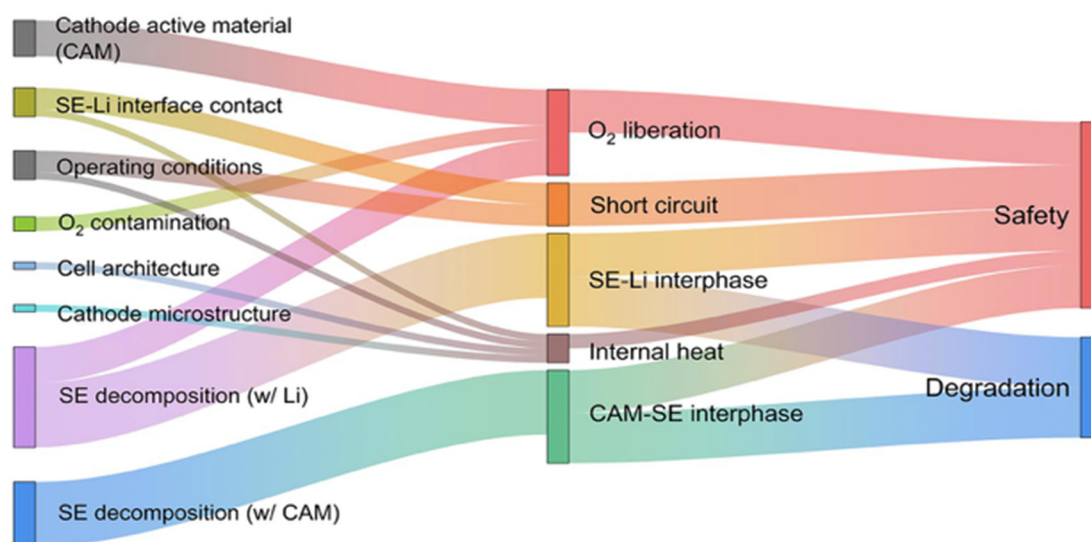 Cathode active material
(CAM)
SE-Li interface contact
Operating conditions
O₂ contamination
Cell architecture
Cathode microstructure
SE decomposition (w/ Li)
SE decomposition (w/ CAM)
O₂ liberation
Short circuit
SE-Li interphase
Internal heat
CAM-SE interphase
Safety
Degradation